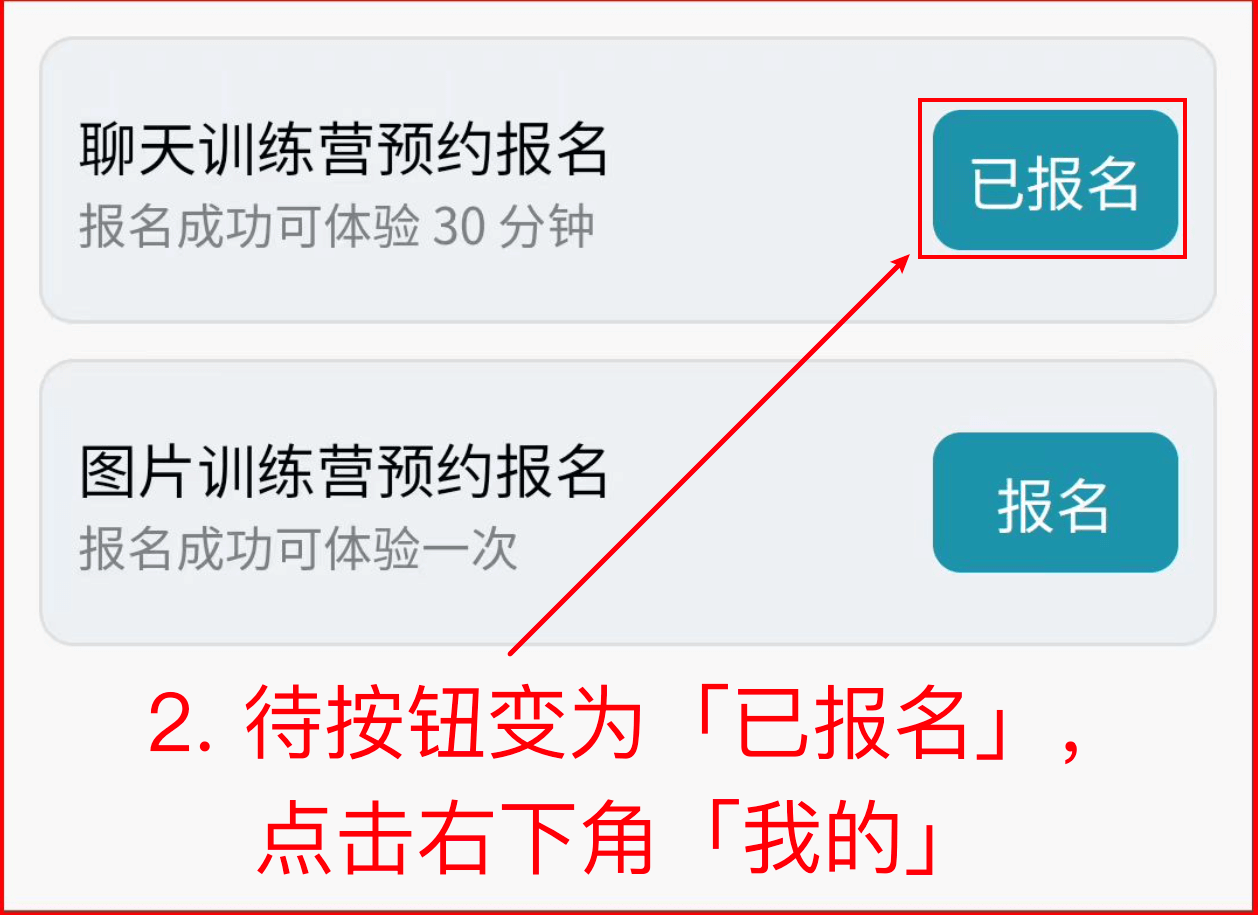 聊天训练营预约报名
已报名
报名成功可体验 30 分钟
图片训练营预约报名
报名
报名成功可体验一次
2. 待按钮变为「已报名」,
点击右下角「我的」